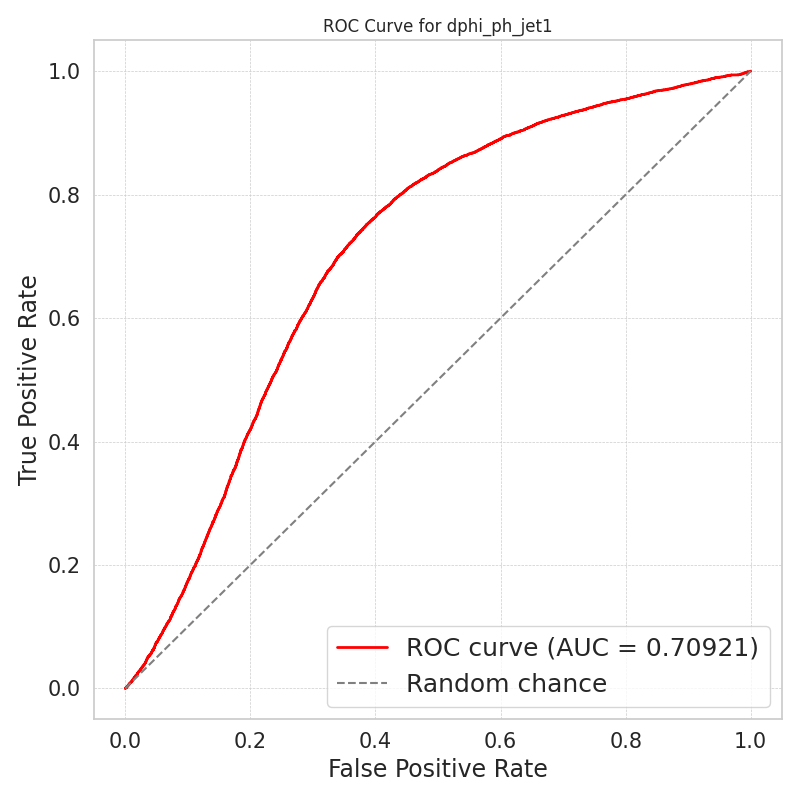 ROC Curve for dphi_ph_jet1
True Positive Rate
1.0
0.8
0.6
0.4
0.2
0.0
ROC curve (AUC = 0.70921)
Random chance
0.0 0.2 0.4 0.6 0.8 1.0
False Positive Rate